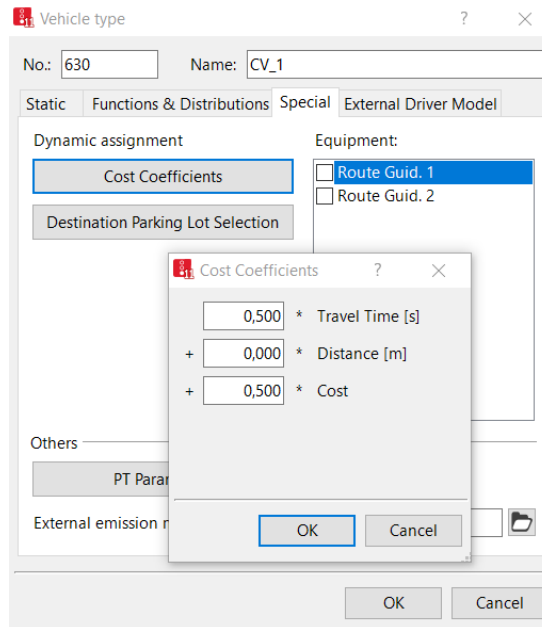 Vehicle type ? ×
No.: 630 Name: CV_1
Static Functions & Distributions Special External Driver Model
Dynamic assignment Equipment:
Cost Coefficients Route Guid. 1
Destination Parking Lot Selection Route Guid. 2
Cost Coefficients ? ×
0,500 * Travel Time [s]
+ 0,000 * Distance [m]
+ 0,500 * Cost
Others
PT Parar
External emission r
OK Cancel
OK Cancel